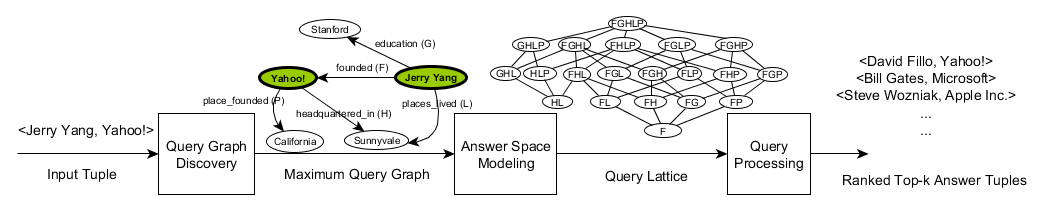 Stanford
education (G)
founded (F)
Yahoo!
Jerry Yang
place_founded (P)
places_lived (L)
headquartered_in (H)
California
Sunnyvale
<Jerry Yang, Yahoo!>
Input Tuple
Query Graph
Discovery
Maximum Query Graph
Answer Space
Modeling
FGHLP
GHLP
FGHL
FHLP
FGLP
FGHP
GHL
HLP
FHL
FGL
FGH
FLP
FHP
FGP
HL
FL
FH
FG
FP
F
Query Lattice
Query
Processing
<David Fillo, Yahoo!>
<Bill Gates, Microsoft>
<Steve Wozniak, Apple Inc.>
...
...
Ranked Top-k Answer Tuples